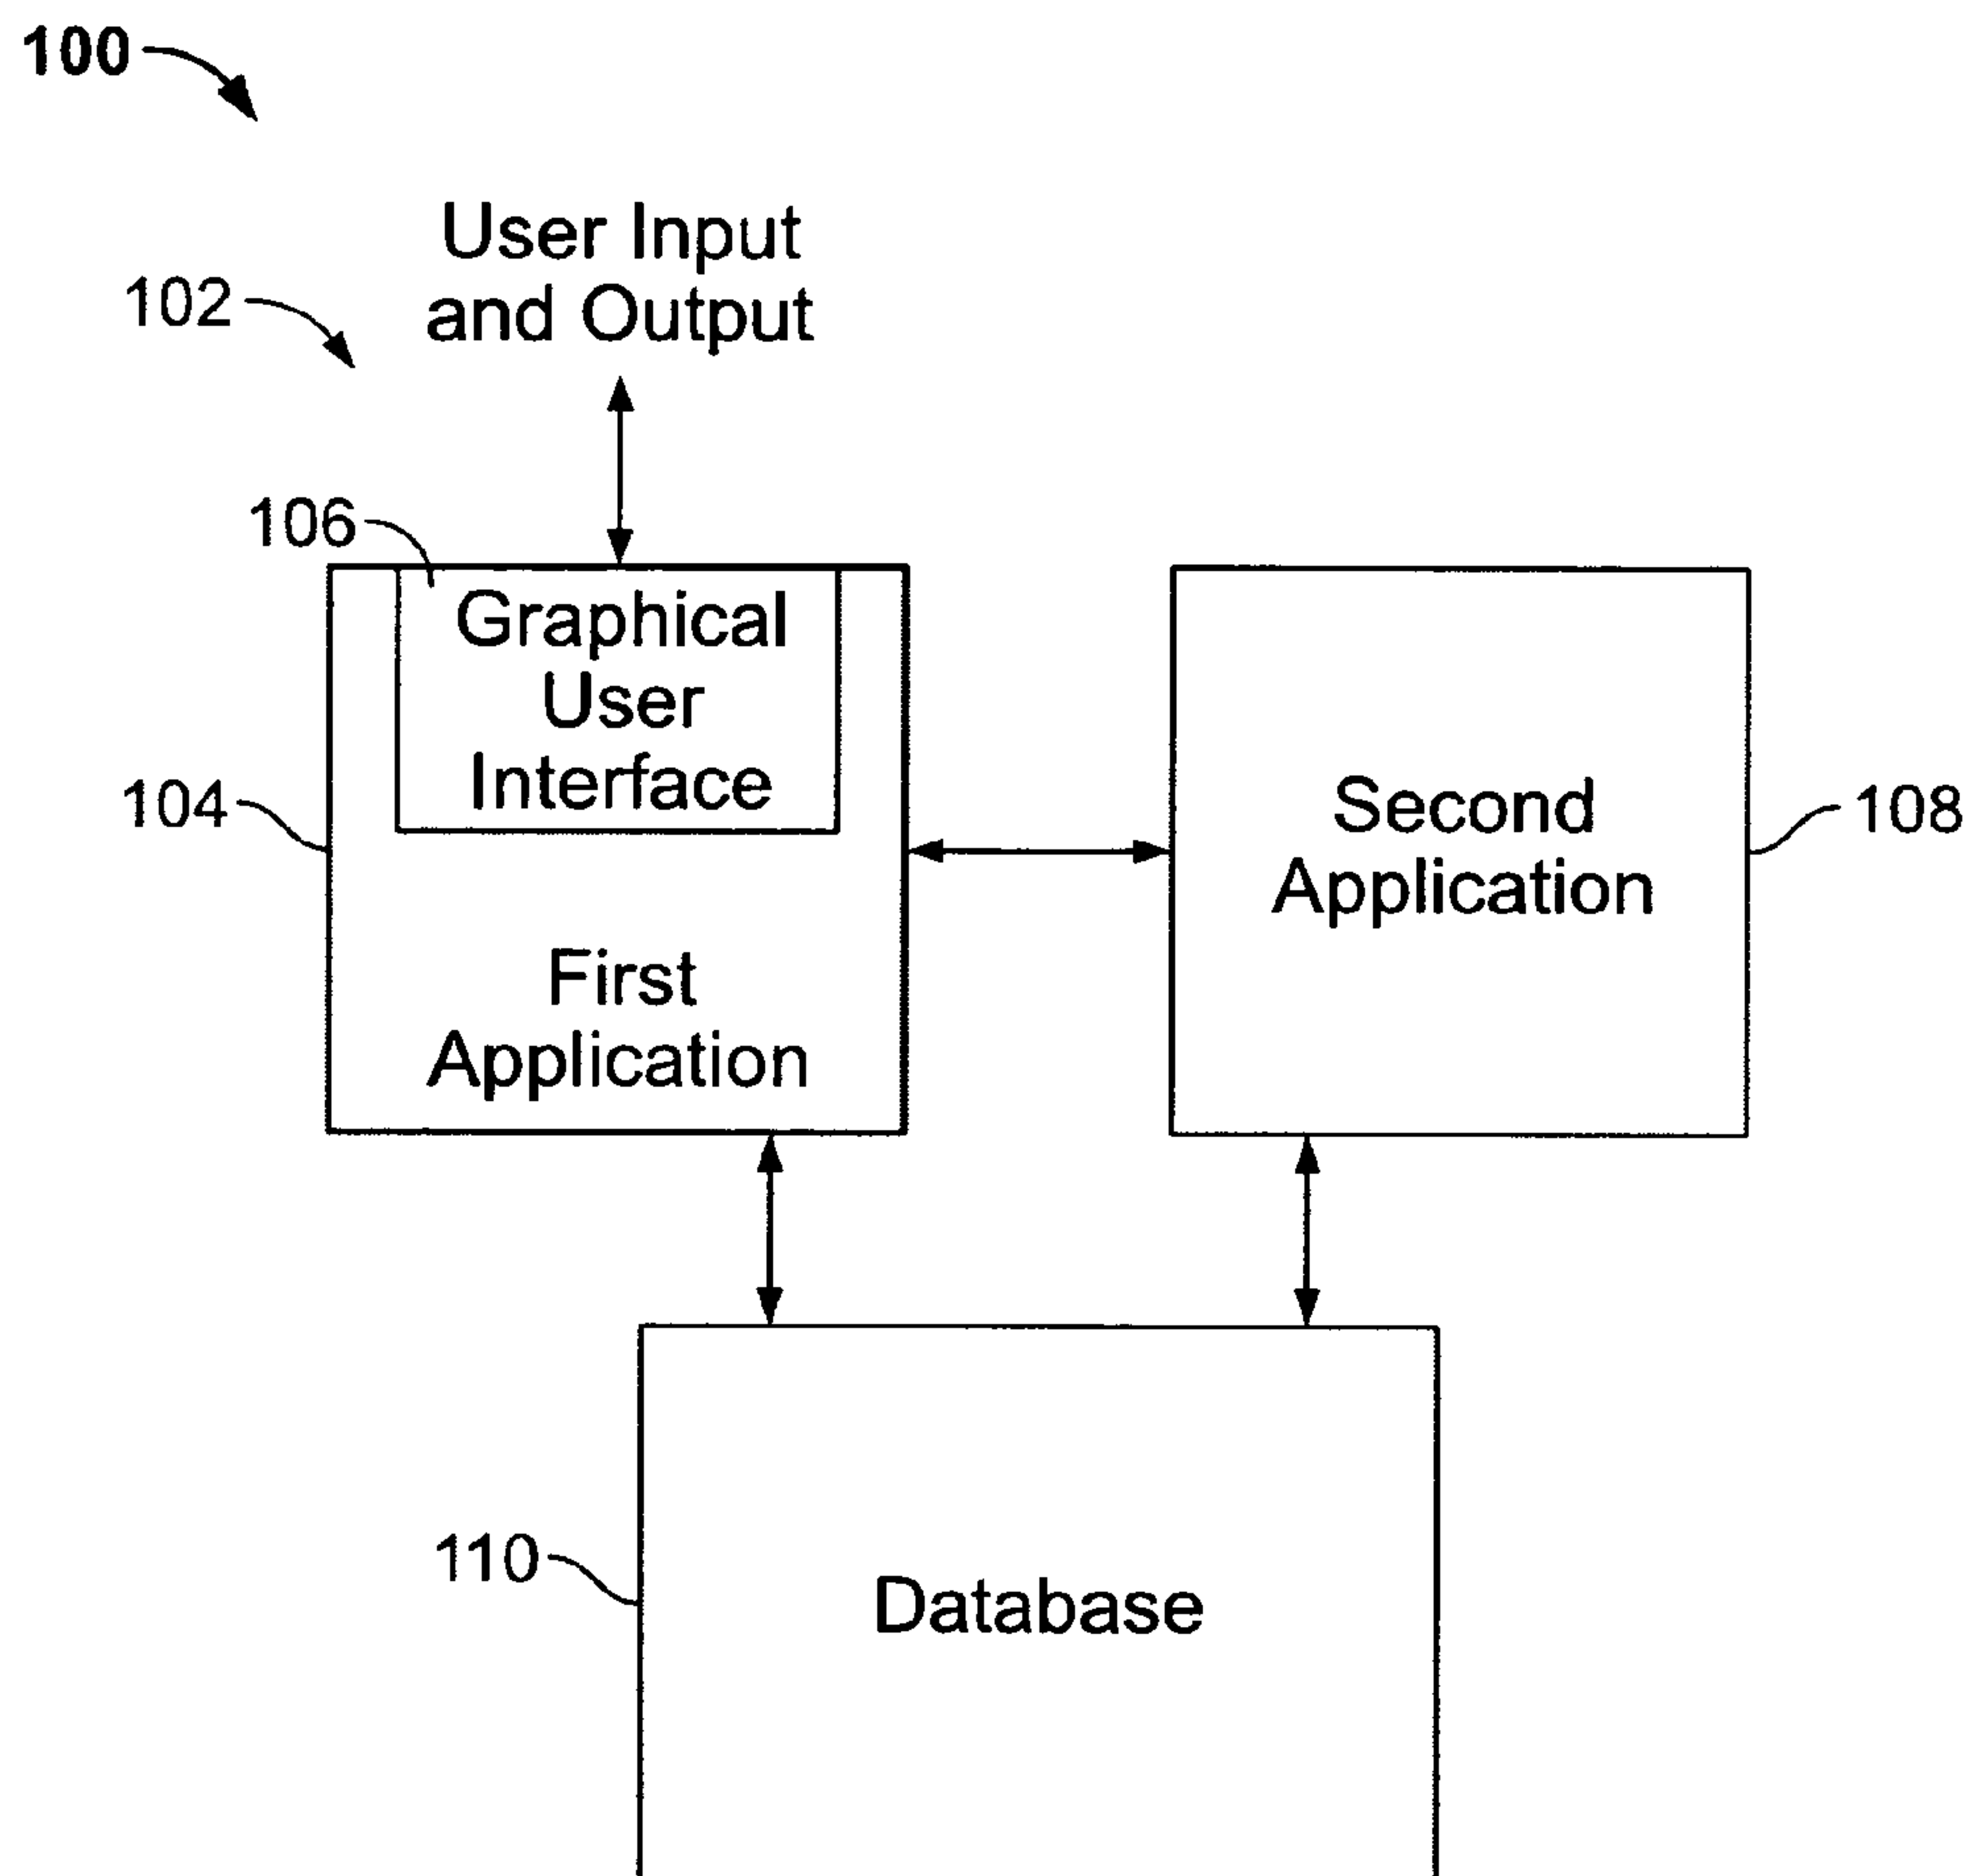 100
User Input
and Output
102
106
Graphical
User
Interface
104
First
Application
Second
Application
108
110
Database